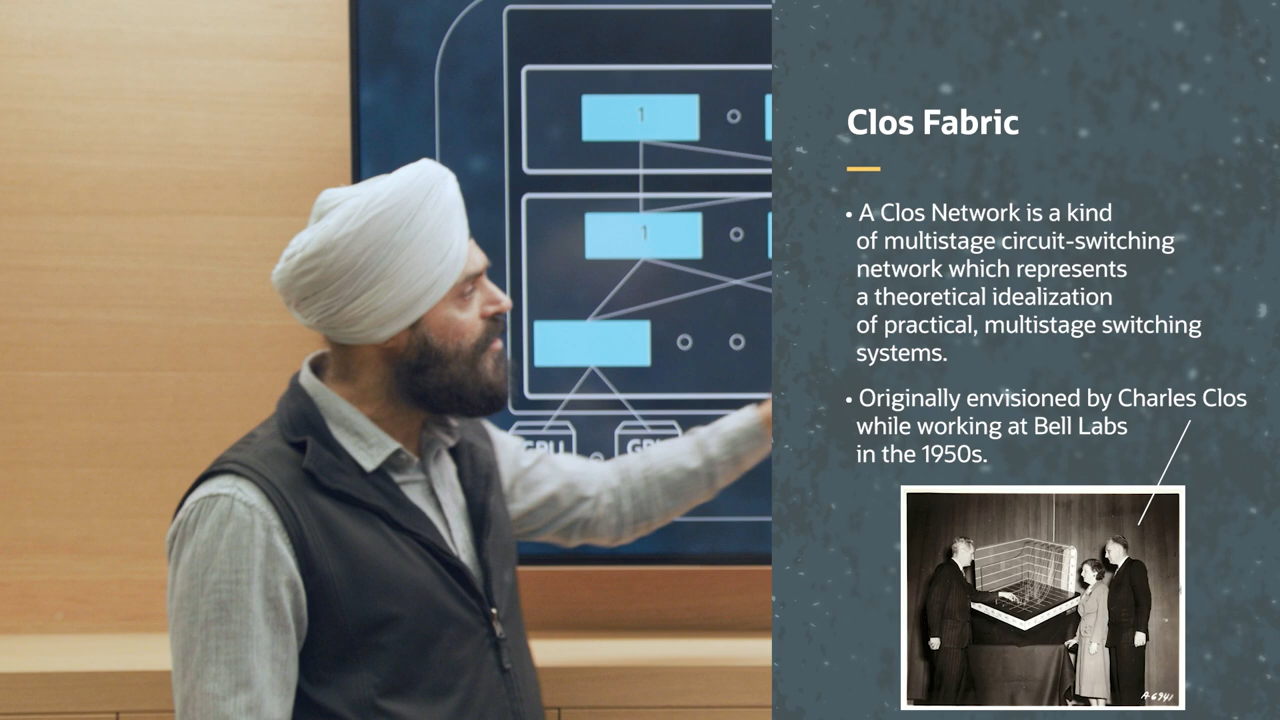 1
1
GPU
Clos Fabric
• A Clos Network is a kind
of multistage circuit-switching
network which represents
a theoretical idealization
of practical, multistage switching
systems.
• Originally envisioned by Charles Clos
while working at Bell Labs
in the 1950s.